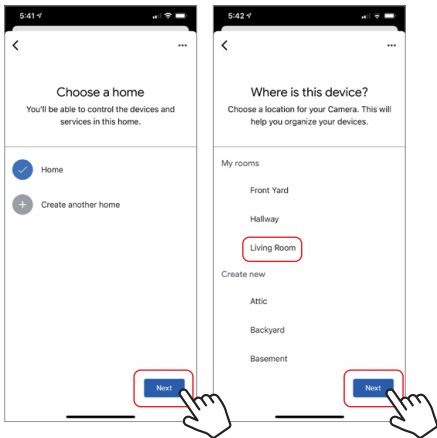 5:41
Choose a home
You'll be able to control the devices and
services in this home.
Home
Create another home
Next
5:42
Where is this device?
Choose a location for your Camera. This will
help you organize your devices.
My rooms
Front Yard
Hallway
Living Room
Create new
Attic
Backyard
Basement
Next